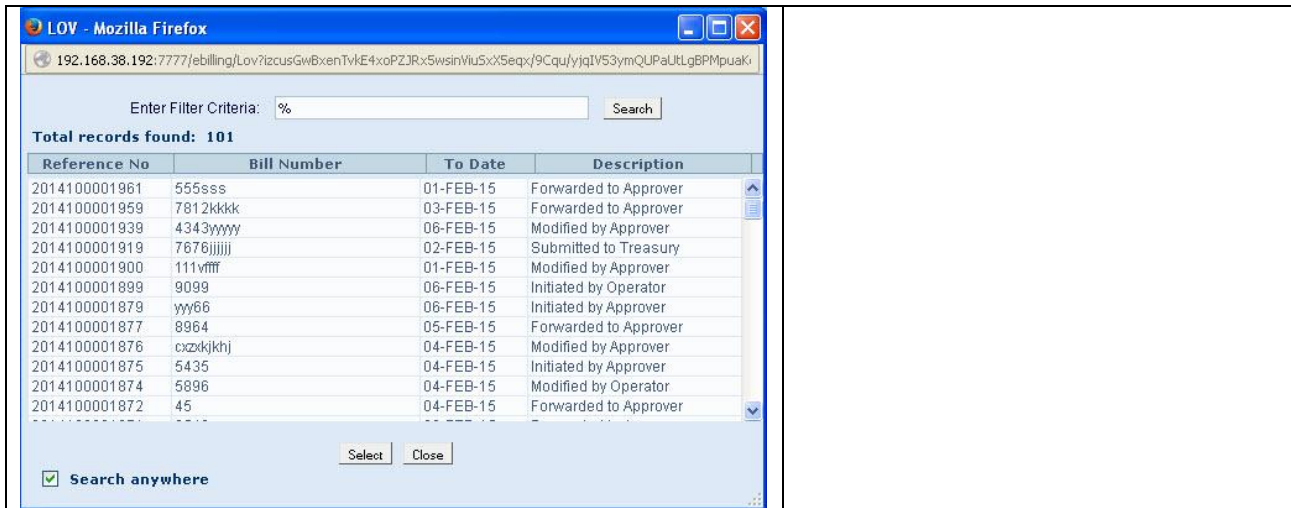 LOV - Mozilla Firefox
192.168.38.192:7777/ebilling/Lov?izcusGwBxenTvkE4xoPZJRx5wsinViuSxX5eqx/9Cqu/yjqIV53ymQUPaUtLgBPMpuaK
Enter Filter Criteria: % Search
Total records found: 101
Reference No Bill Number To Date Description
2014100001961 555sss 01-FEB-15 Forwarded to Approver
2014100001959 7812kkkk 03-FEB-15 Forwarded to Approver
2014100001939 4343yyyyy 06-FEB-15 Modified by Approver
2014100001919 7676jjjjjj 02-FEB-15 Submitted to Treasury
2014100001900 111vffff 01-FEB-15 Modified by Approver
2014100001899 9099 06-FEB-15 Initiated by Operator
2014100001879 yyy66 06-FEB-15 Initiated by Approver
2014100001877 8964 05-FEB-15 Forwarded to Approver
2014100001876 cxzxkjkhj 04-FEB-15 Modified by Approver
2014100001875 5435 04-FEB-15 Initiated by Approver
2014100001874 5896 04-FEB-15 Modified by Operator
2014100001872 45 04-FEB-15 Forwarded to Approver
Select Close
Search anywhere